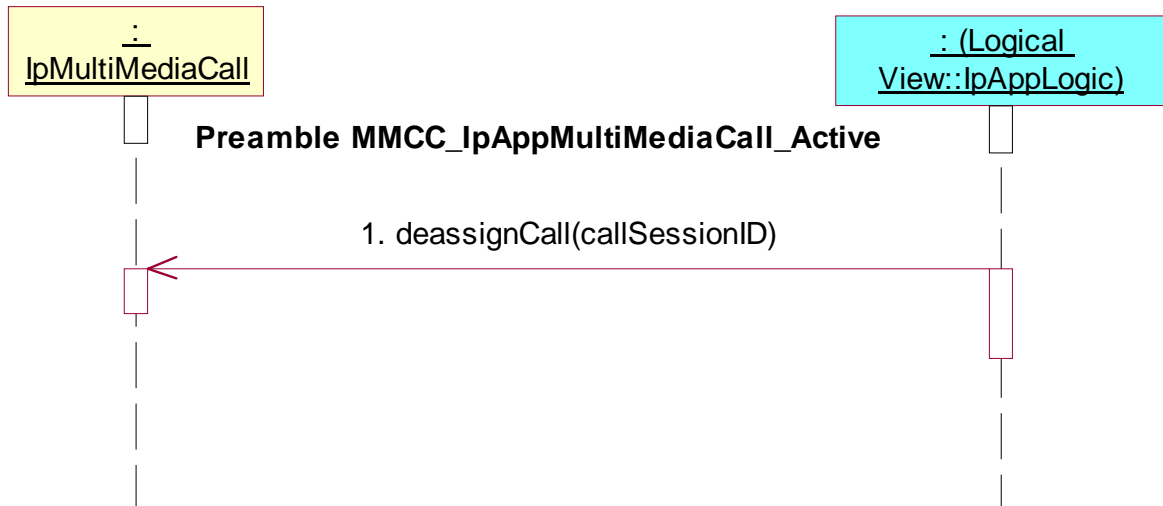 :
IpMultiMediaCall
: (Logical
View::IpAppLogic)
Preamble MMCC_IpAppMultiMediaCall_Active
1. deassignCall(callSessionID)